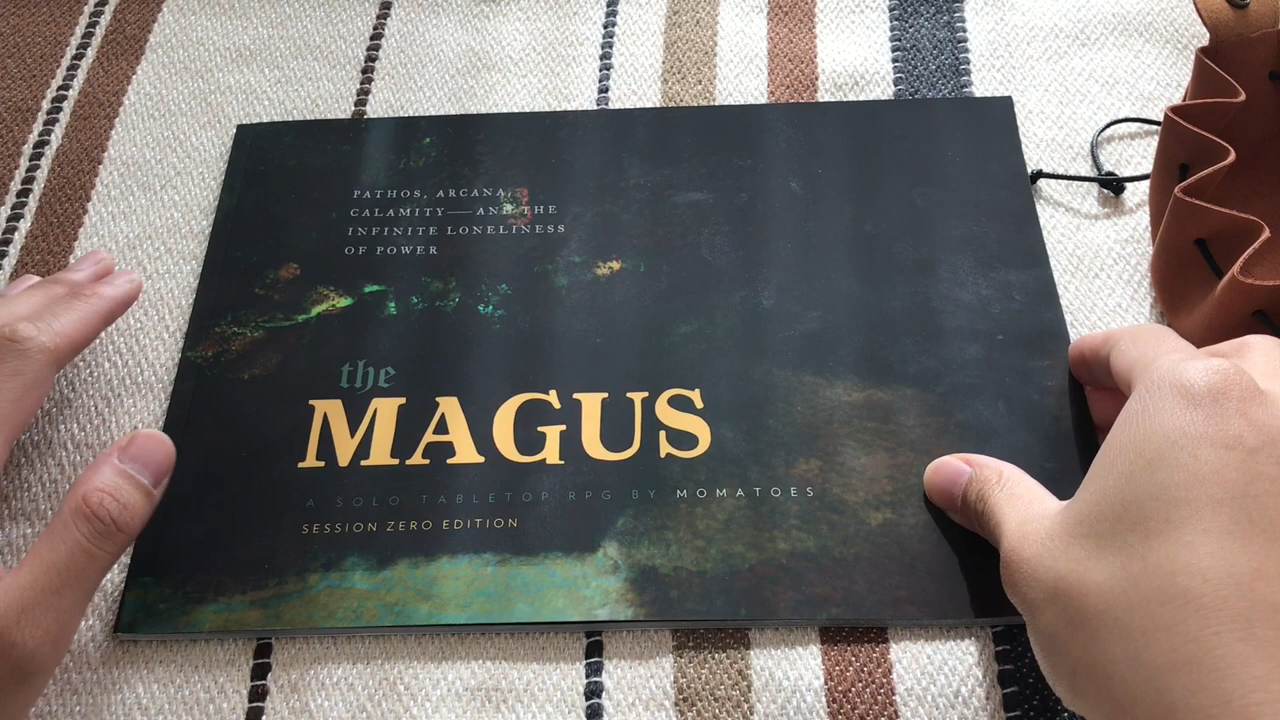 PATHOS, ARCANA,
CALAMITY—AND THE
INFINITE LONELINESS
OF POWER
the
MAGUS
A SOLO TABLETOP RPG BY MOMATOES
SESSION ZERO EDITION